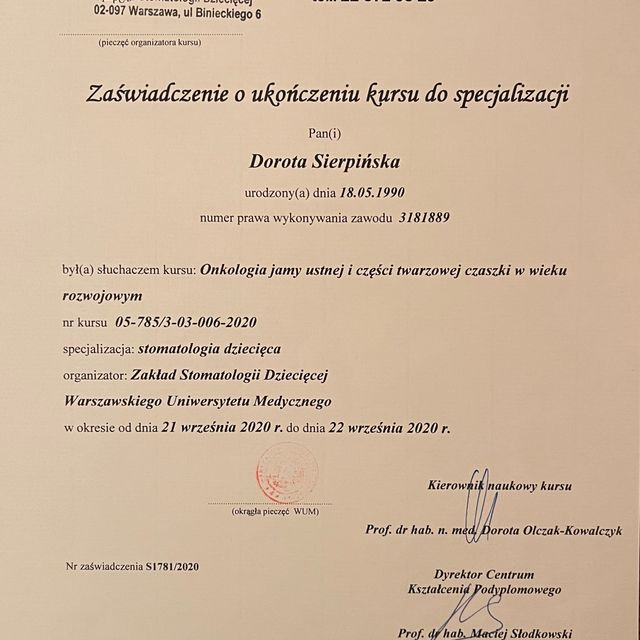 Stomatologii Dziecięcej
02-097 Warszawa, ul Binieckiego 6
(pieczęć organizatora kursu)
Zaświadczenie o ukończeniu kursu do specjalizacji
Pan(i)
Dorota Sierpińska
urodzony(a) dnia 18.05.1990
numer prawa wykonywania zawodu 3181889
był(a) słuchaczem kursu: Onkologia jamy ustnej i części twarzowej czaszki w wieku
rozwojowym
nr kursu 05-785/3-03-006-2020
specjalizacja: stomatologia dziecięca
organizator: Zakład Stomatologii Dziecięcej
Warszawskiego Uniwersytetu Medycznego
w okresie od dnia 21 września 2020 r. do dnia 22 września 2020 r.
(okrągła pieczęć WUM)
Kierownik naukowy kursu
Prof. dr hab. n. med. Dorota Olczak-Kowalczyk
Nr zaświadczenia S1781/2020
Dyrektor Centrum
Kształcenia Podyplomowego
Prof. dr hab. Maciej Słodkowski